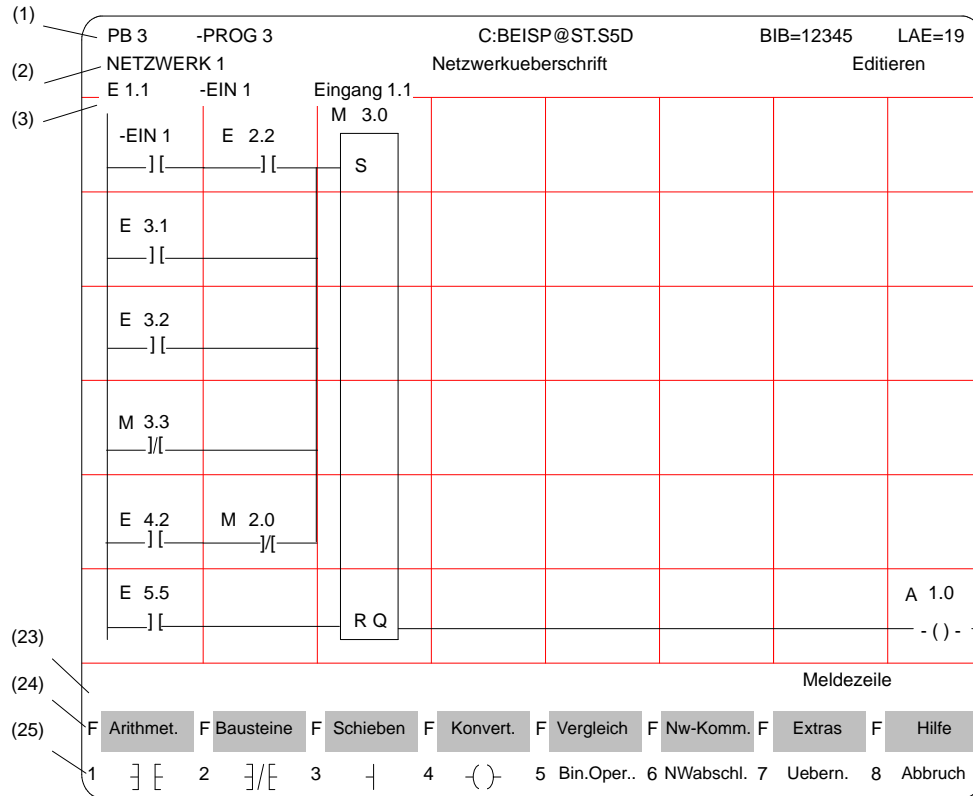 (1)
PB 3 -PROG 3 C:BEISP@ST.S5D BIB=12345 LAE=19
(2) NETZWERK 1 Netzwerkueberschrift Editieren
E 1.1 -EIN 1 Eingang 1.1
(3) M 3.0
-EIN 1 E 2.2
] [ ] [ S
E 3.1
] [
E 3.2
] [
M 3.3
]/[
E 4.2 M 2.0
] [ ]/[
E 5.5 A 1.0
] [ R Q - ( ) -
(23)
Meldezeile
(24)
F Arithmet. F Bausteine F Schieben F Konvert. F Vergleich F Nw-Komm. F Extras F Hilfe
(25)
1 ] [ 2 ]/[ 3 ┤ 4 -( )- 5 Bin.Oper.. 6 NWabschl. 7 Uebern. 8 Abbruch